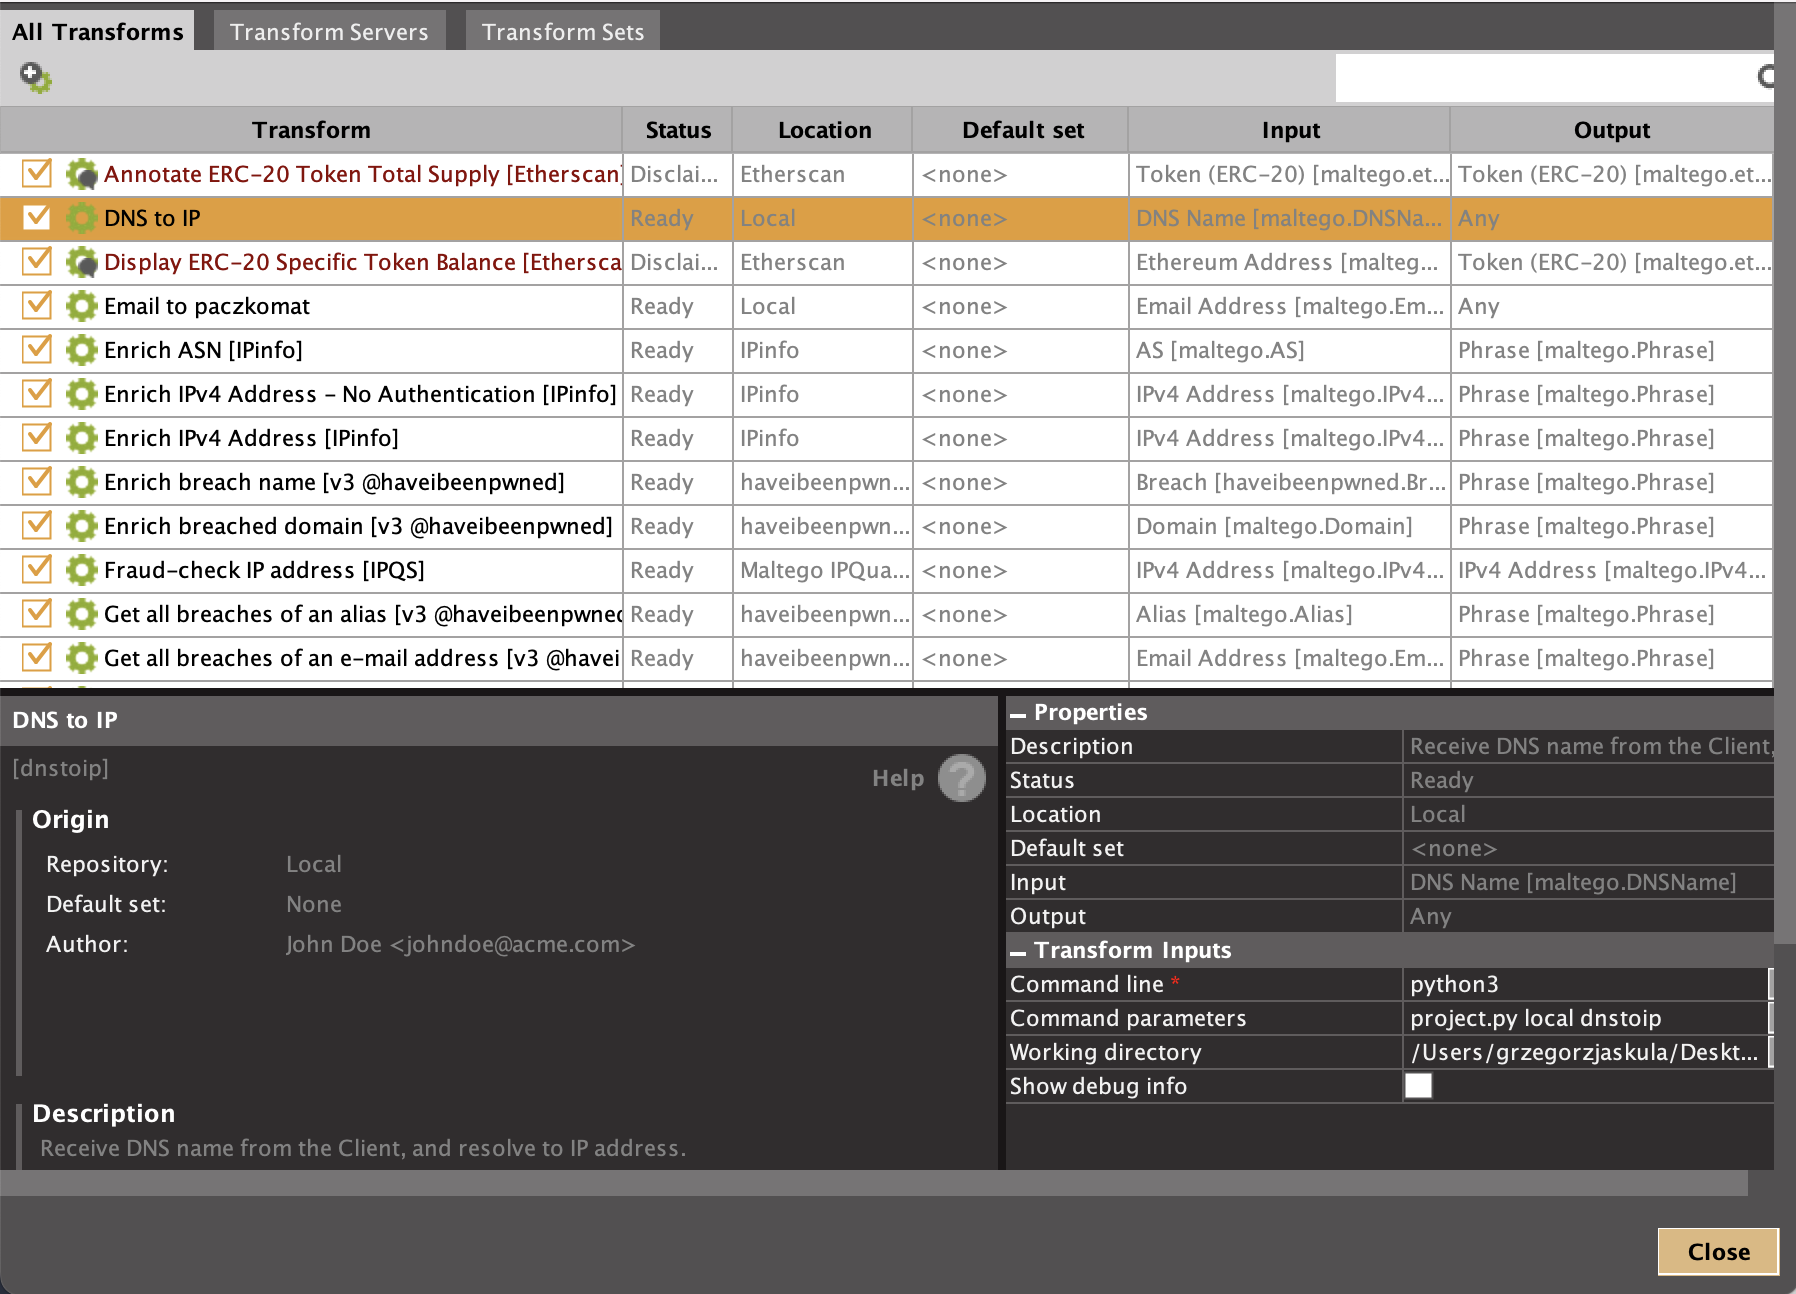 All Transforms Transform Servers Transform Sets
Transform Status Location Default set Input Output
Annotate ERC-20 Token Total Supply [Etherscan] Disclai... Etherscan <none> Token (ERC-20) [maltego.et... Token (ERC-20) [maltego.et...
DNS to IP Ready Local <none> DNS Name [maltego.DNSNa... Any
Display ERC-20 Specific Token Balance [Ethersca Disclai... Etherscan <none> Ethereum Address [malteg... Token (ERC-20) [maltego.et...
Email to paczkomat Ready Local <none> Email Address [maltego.Em... Any
Enrich ASN [IPinfo] Ready IPinfo <none> AS [maltego.AS] Phrase [maltego.Phrase]
Enrich IPv4 Address - No Authentication [IPinfo] Ready IPinfo <none> IPv4 Address [maltego.IPv4... Phrase [maltego.Phrase]
Enrich IPv4 Address [IPinfo] Ready IPinfo <none> IPv4 Address [maltego.IPv4... Phrase [maltego.Phrase]
Enrich breach name [v3 @haveibeenpwned] Ready haveibeenpwn... <none> Breach [haveibeenpwned.Br... Phrase [maltego.Phrase]
Enrich breached domain [v3 @haveibeenpwned] Ready haveibeenpwn... <none> Domain [maltego.Domain] Phrase [maltego.Phrase]
Fraud-check IP address [IPQS] Ready Maltego IPQua... <none> IPv4 Address [maltego.IPv4... IPv4 Address [maltego.IPv4...
Get all breaches of an alias [v3 @haveibeenpwned Ready haveibeenpwn... <none> Alias [maltego.Alias] Phrase [maltego.Phrase]
Get all breaches of an e-mail address [v3 @havei Ready haveibeenpwn... <none> Email Address [maltego.Em... Phrase [maltego.Phrase]
DNS to IP
[dnstoip]
Help ?
Origin
Repository: Local
Default set: None
Author: John Doe <johndoe@acme.com>
Description
Receive DNS name from the Client, and resolve to IP address.
Properties
Description Receive DNS name from the Client,
Status Ready
Location Local
Default set <none>
Input DNS Name [maltego.DNSName]
Output Any
Transform Inputs
Command line * python3
Command parameters project.py local dnstoip
Working directory /Users/grzegorzjaskula/Deskt...
Show debug info
Close